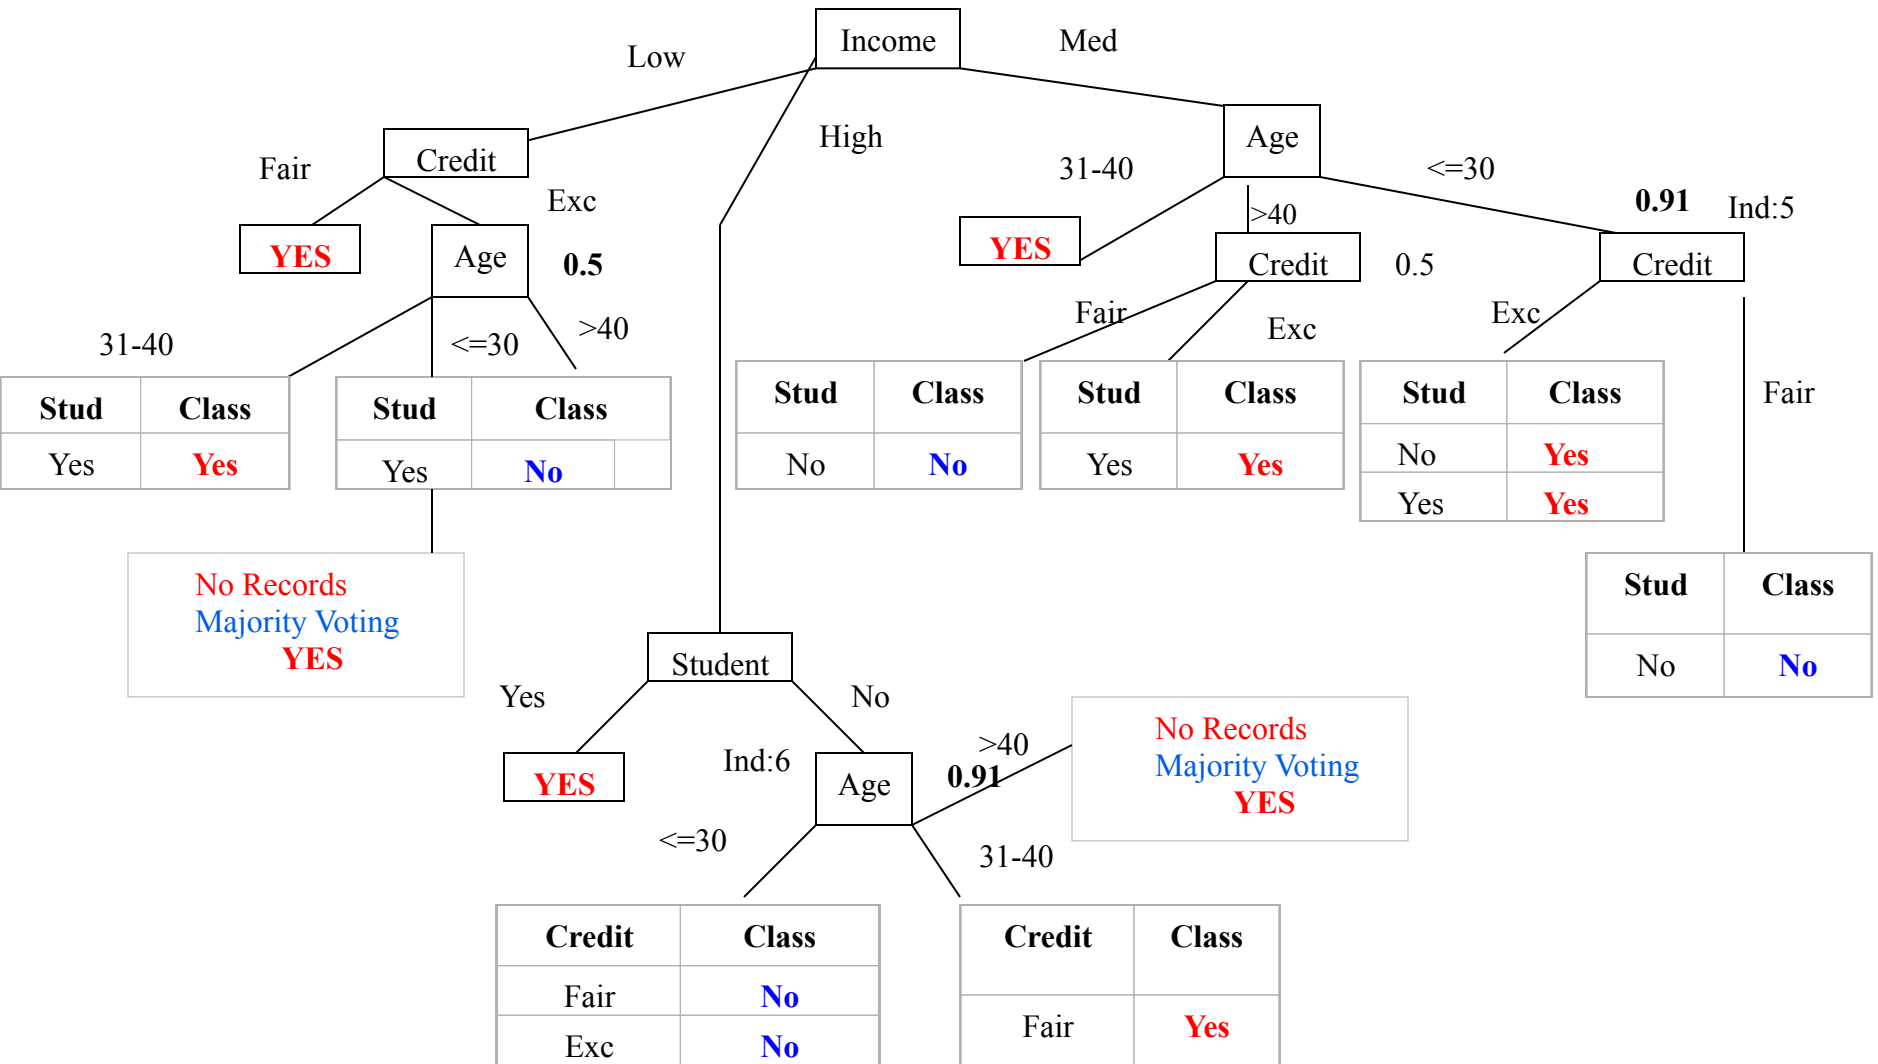 Income
Low
Med
High
Credit
Age
Fair
Exc
31-40
<=30
0.91
Ind:5
YES
Age
0.5
YES
>40
Credit
0.5
Credit
31-40
<=30
>40
Fair
Exc
Exc
Fair
Stud Class
Yes Yes
Stud Class
Yes No
Stud Class
No No
Stud Class
Yes Yes
Stud Class
No Yes
Yes Yes
No Records
Majority Voting
YES
Stud Class
No No
Student
Yes
No
YES
Ind:6
Age
0.91
>40
No Records
Majority Voting
YES
<=30
31-40
Credit Class
Fair No
Exc No
Credit Class
Fair Yes